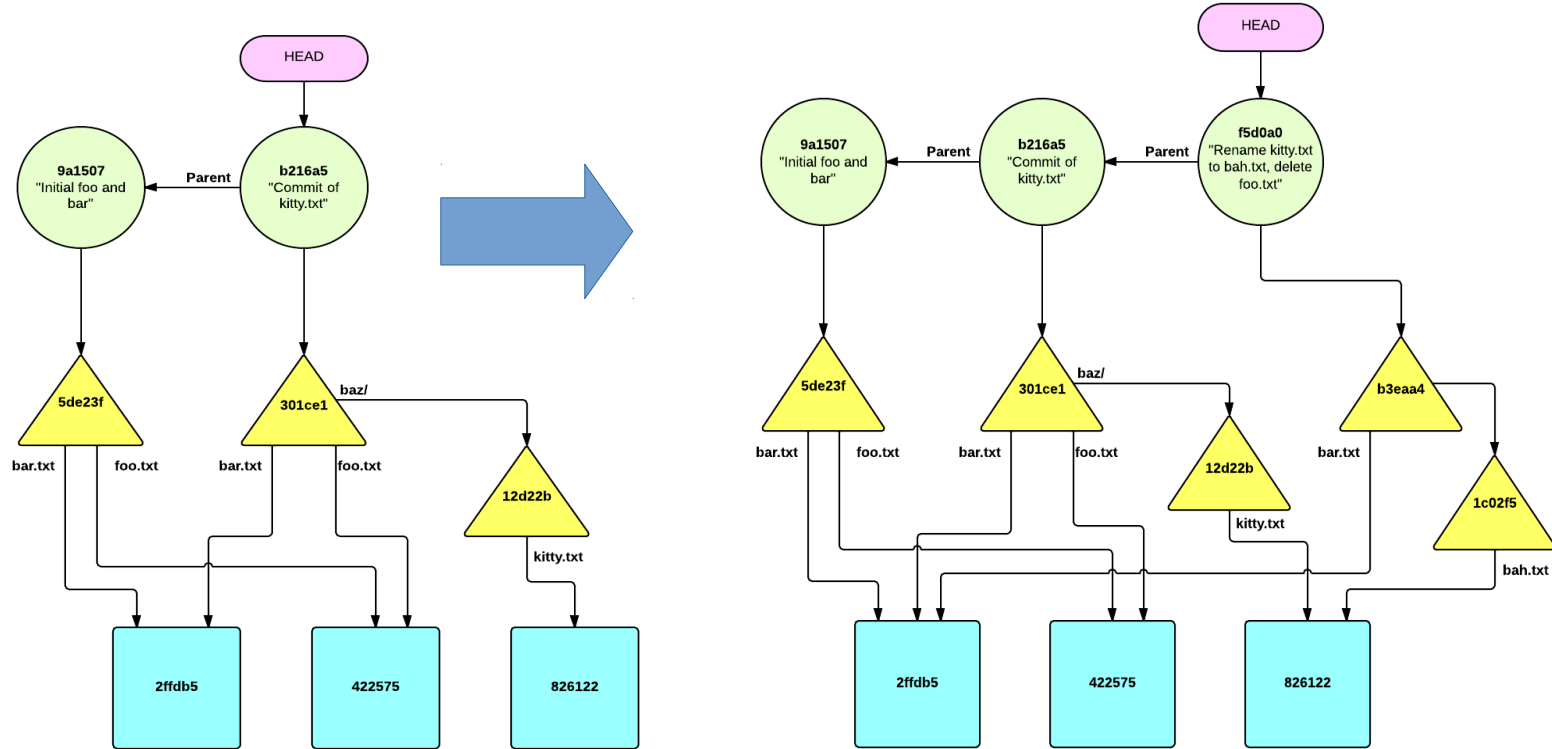 HEAD
9a1507
"Initial foo and
bar"
Parent
b216a5
"Commit of
kitty.txt"
5de23f
301ce1
baz/
bar.txt
foo.txt
bar.txt
foo.txt
12d22b
kitty.txt
2ffdb5
422575
826122
HEAD
9a1507
"Initial foo and
bar"
Parent
b216a5
"Commit of
kitty.txt"
Parent
f5d0a0
"Rename kitty.txt
to bah.txt, delete
foo.txt"
5de23f
301ce1
baz/
b3eaa4
bar.txt
foo.txt
bar.txt
foo.txt
12d22b
bar.txt
1c02f5
kitty.txt
bah.txt
2ffdb5
422575
826122